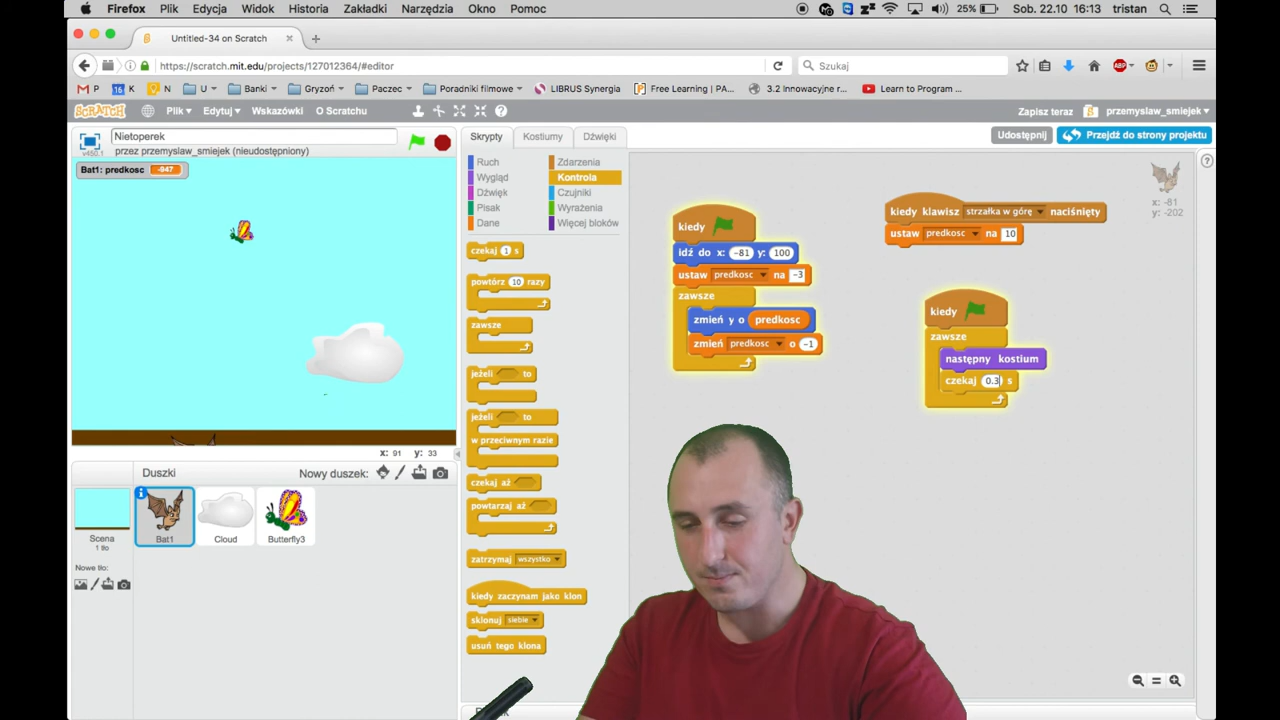 Firefox Plik Edycja Widok Historia Zakładki Narzędzia Okno Pomoc 25% Sob. 22.10 16:13 tristan
Untitled-34 on Scratch
https://scratch.mit.edu/projects/127012364/#editor Szukaj
M P 16 K N U Banki Gryzoń Paczec Poradniki filmowe LIBRUS Synergia Free Learning | PA... 3.2 Innowacyjne r... Learn to Program ...
SCRATCH Plik Edytuj Wskazówki O Scratchu Zapisz teraz przemyslaw_smiejek
Nietoperek
przez przemyslaw_smiejek (nieudostępniony)
v450.1
Skrypty Kostiumy Dźwięki
Udostępnij Przejdź do strony projektu
Bat1: predkosc -947
Ruch Zdarzenia
Wygląd Kontrola
Dźwięk Czujniki
Pisak Wyrażenia
Dane Więcej bloków
czekaj 1 s
powtórz 10 razy
zawsze
jeżeli to
jeżeli to
w przeciwnym razie
czekaj aż
powtarzaj aż
zatrzymaj wszystko
kiedy zaczynam jako klon
sklonuj siebie
usuń tego klona
kiedy
idź do x: -81 y: 100
ustaw predkosc na -3
zawsze
zmień y o predkosc
zmień predkosc o -1
kiedy klawisz strzałka w górę naciśnięty
ustaw predkosc na 10
kiedy
zawsze
następny kostium
czekaj 0.3 s
x: -81
y: -202
x: 91 y: 33
Duszki Nowy duszek:
Scena
1 tło
Bat1 Cloud Butterfly3
Nowe tło: